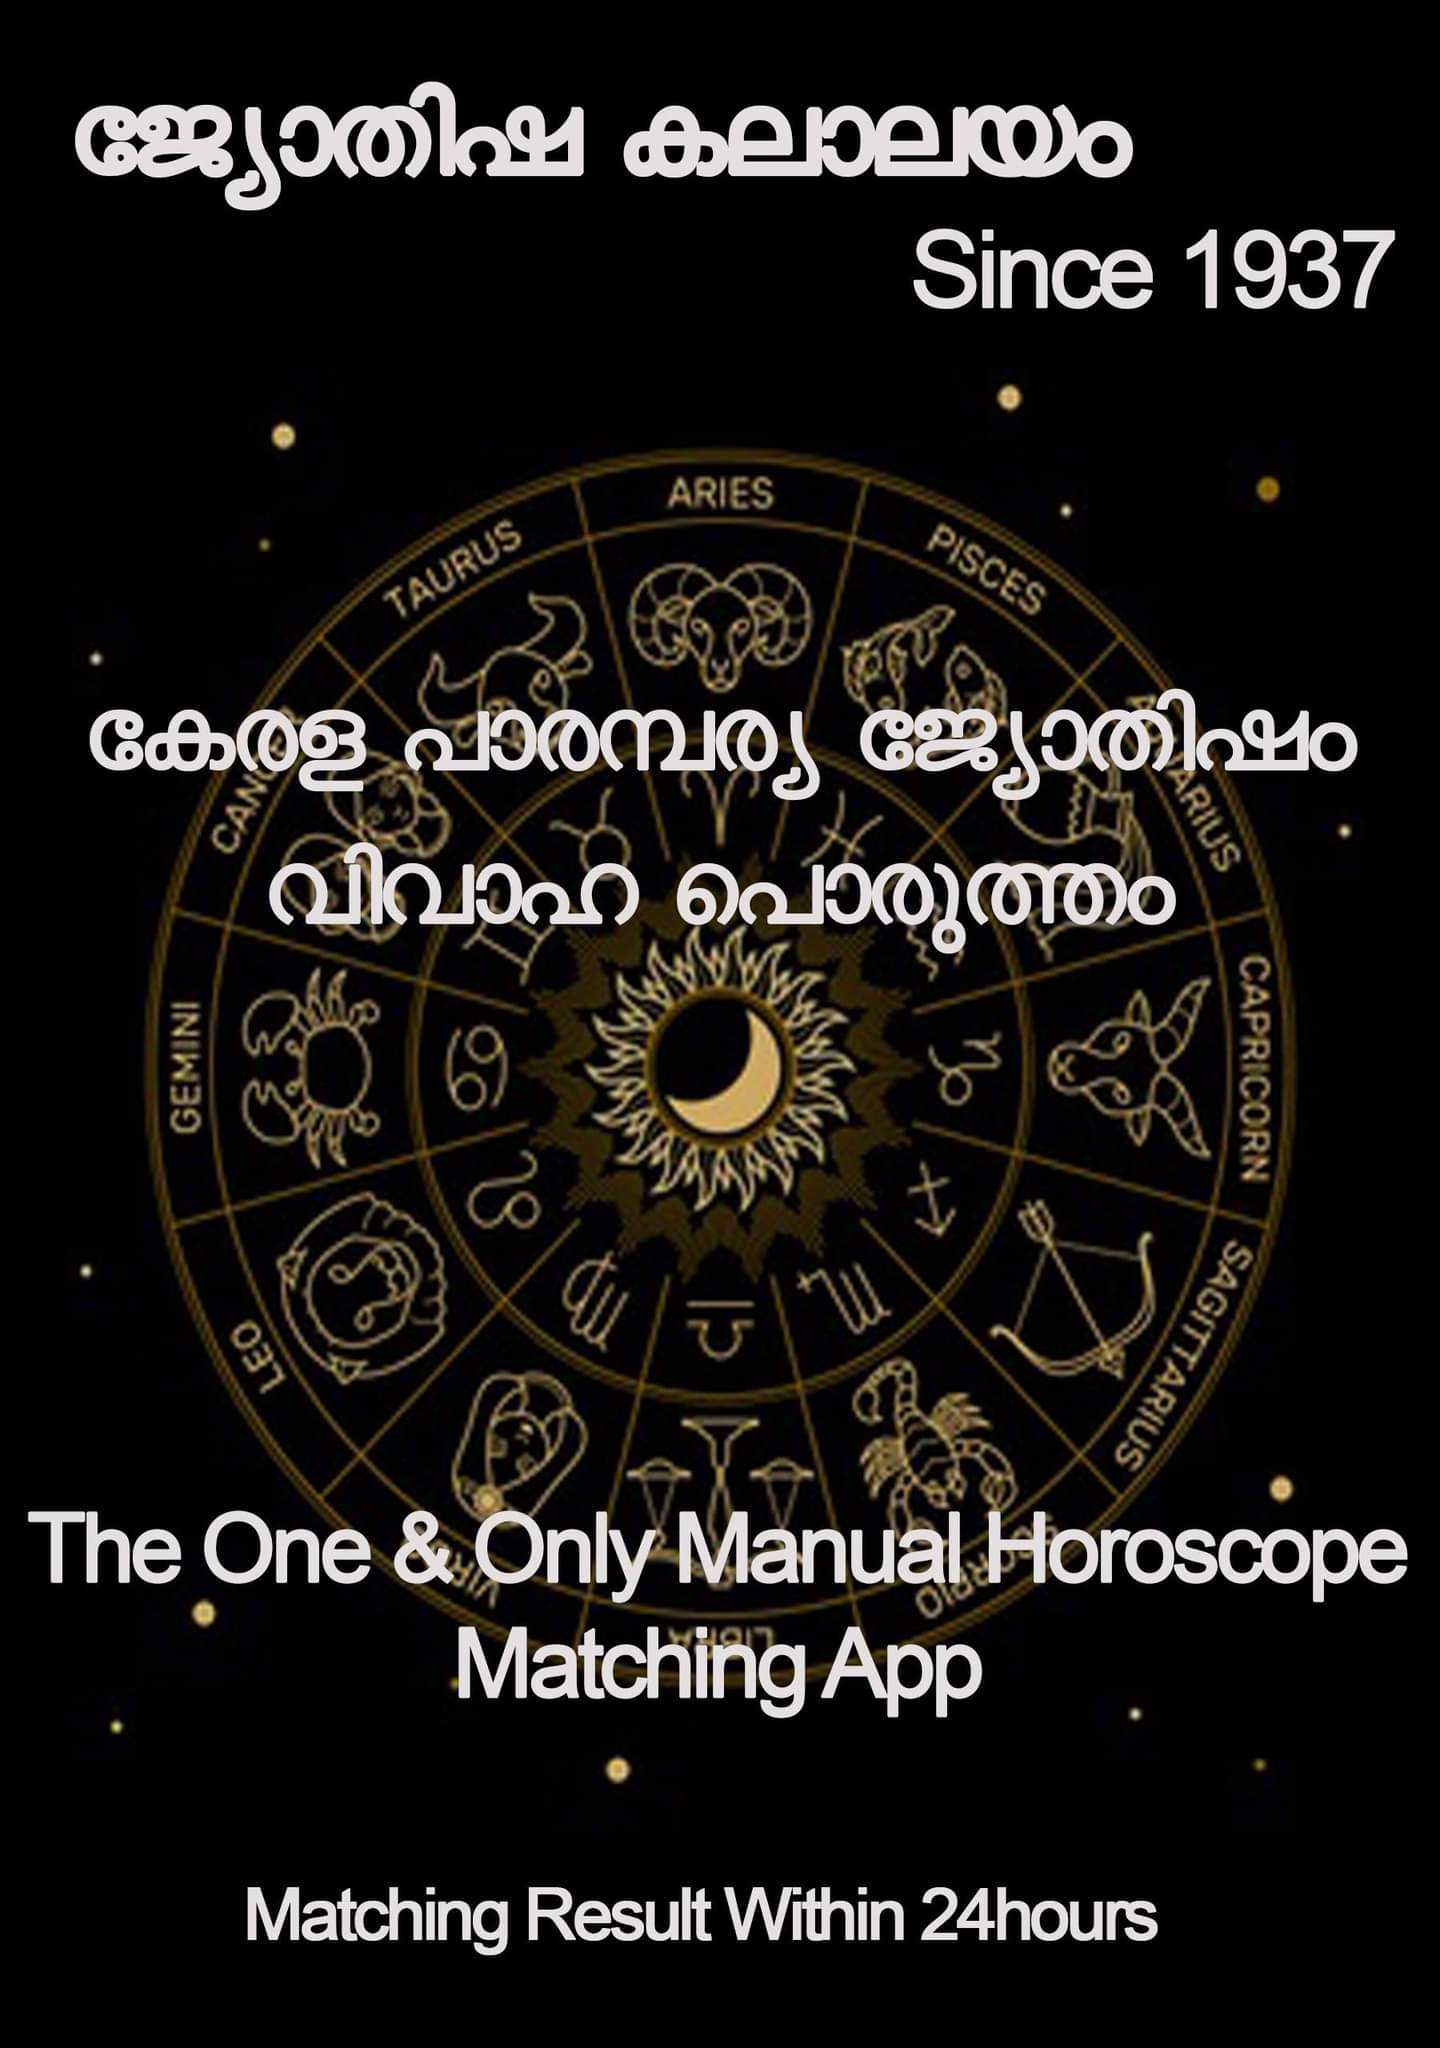 ജ്യോതിഷ കലാലയം
Since 1937
ARIES
TAURUS
PISCES
കേരള പാരമ്പര്യ ജ്യോതിഷം
വിവാഹ പൊരുത്തം
CAPRICORN
GEMINI
SAGITTARIUS
LEO
The One & Only Manual Horoscope
Matching App
LIBRA
Matching Result Within 24hours